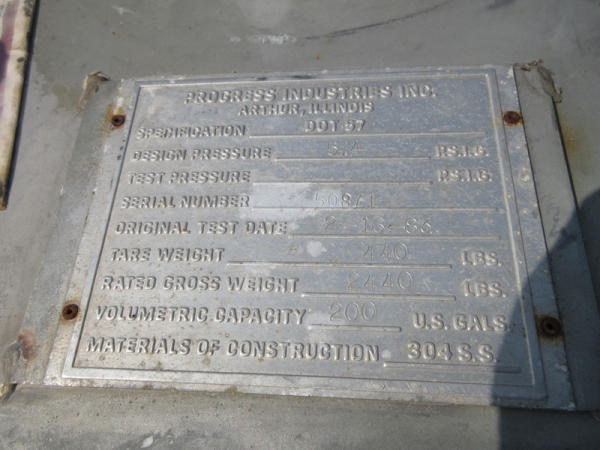 PROGRESS INDUSTRIES INC.
ARTHUR, ILLINOIS
SPECIFICATION DOT 57
DESIGN PRESSURE P.S.I.G.
TEST PRESSURE P.S.I.G.
SERIAL NUMBER
ORIGINAL TEST DATE
TARE WEIGHT 440 LBS.
RATED GROSS WEIGHT 2440 LBS.
VOLUMETRIC CAPACITY 200 U.S. GALS.
MATERIALS OF CONSTRUCTION 304 S.S.